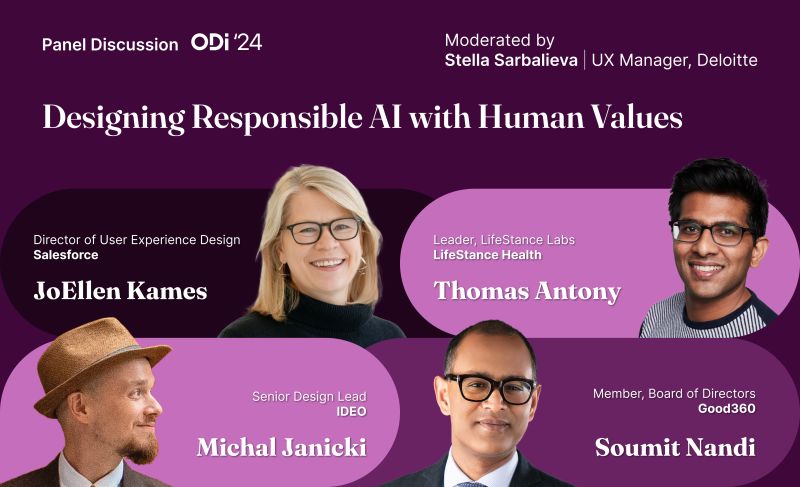 Panel Discussion ODi '24
Moderated by
Stella Sarbalieva | UX Manager, Deloitte
Designing Responsible AI with Human Values
Director of User Experience Design
Salesforce
JoEllen Kames
Leader, LifeStance Labs
LifeStance Health
Thomas Antony
Senior Design Lead
IDEO
Michal Janicki
Member, Board of Directors
Good360
Soumit Nandi